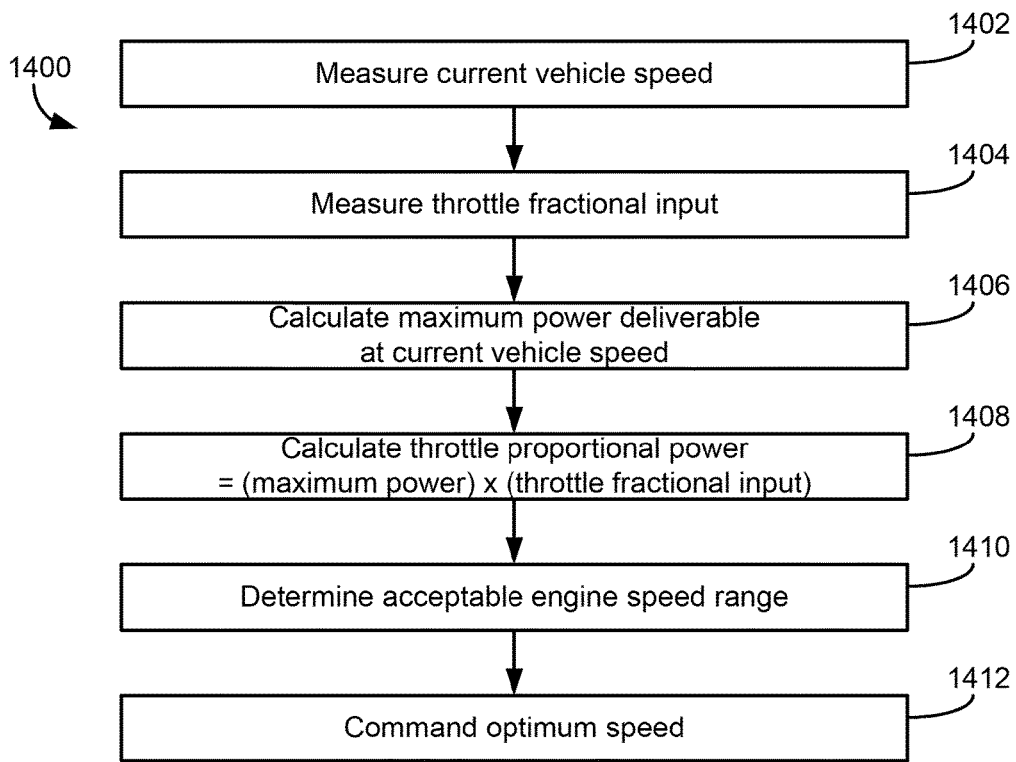 1400
1402
Measure current vehicle speed
1404
Measure throttle fractional input
1406
Calculate maximum power deliverable
at current vehicle speed
1408
Calculate throttle proportional power
= (maximum power) x (throttle fractional input)
1410
Determine acceptable engine speed range
1412
Command optimum speed